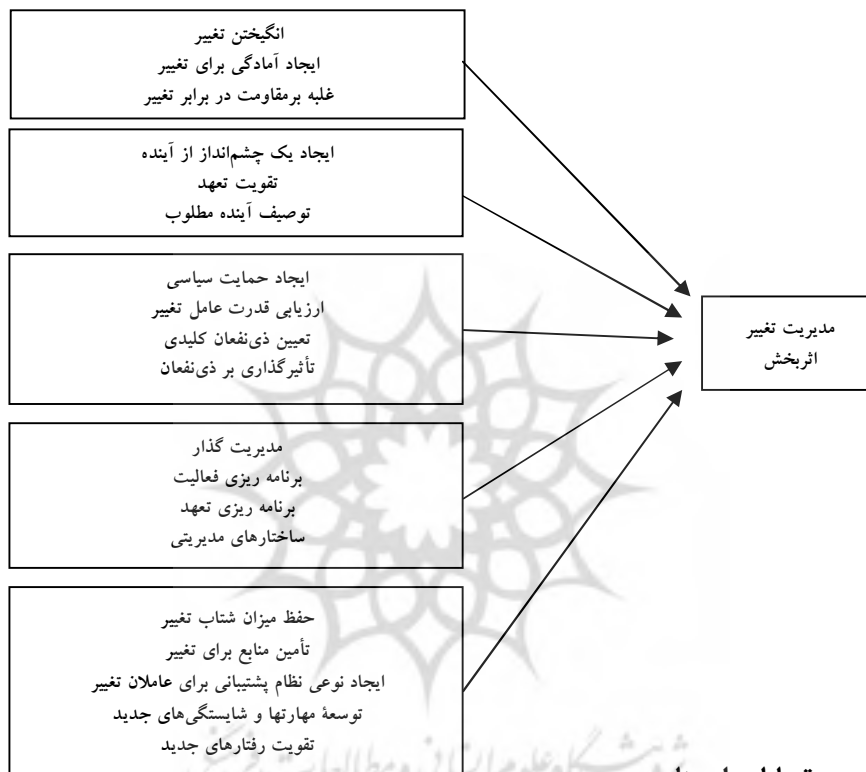 انگیختن تغییر
ایجاد آمادگی برای تغییر
غلبه برمقاومت در برابر تغییر
ایجاد یک چشم‌انداز از آینده
تقویت تعهد
توصیف آینده مطلوب
ایجاد حمایت سیاسی
ارزیابی قدرت عامل تغییر
تعیین ذی‌نفعان کلیدی
تأثیرگذاری بر ذی‌نفعان
مدیریت گذار
برنامه ریزی فعالیت
برنامه ریزی تعهد
ساختارهای مدیریتی
حفظ میزان شتاب تغییر
تأمین منابع برای تغییر
ایجاد نوعی نظام پشتیبانی برای عاملان تغییر
توسعهٔ مهارتها و شایستگی‌های جدید
تقویت رفتارهای جدید
مدیریت تغییر
اثربخش